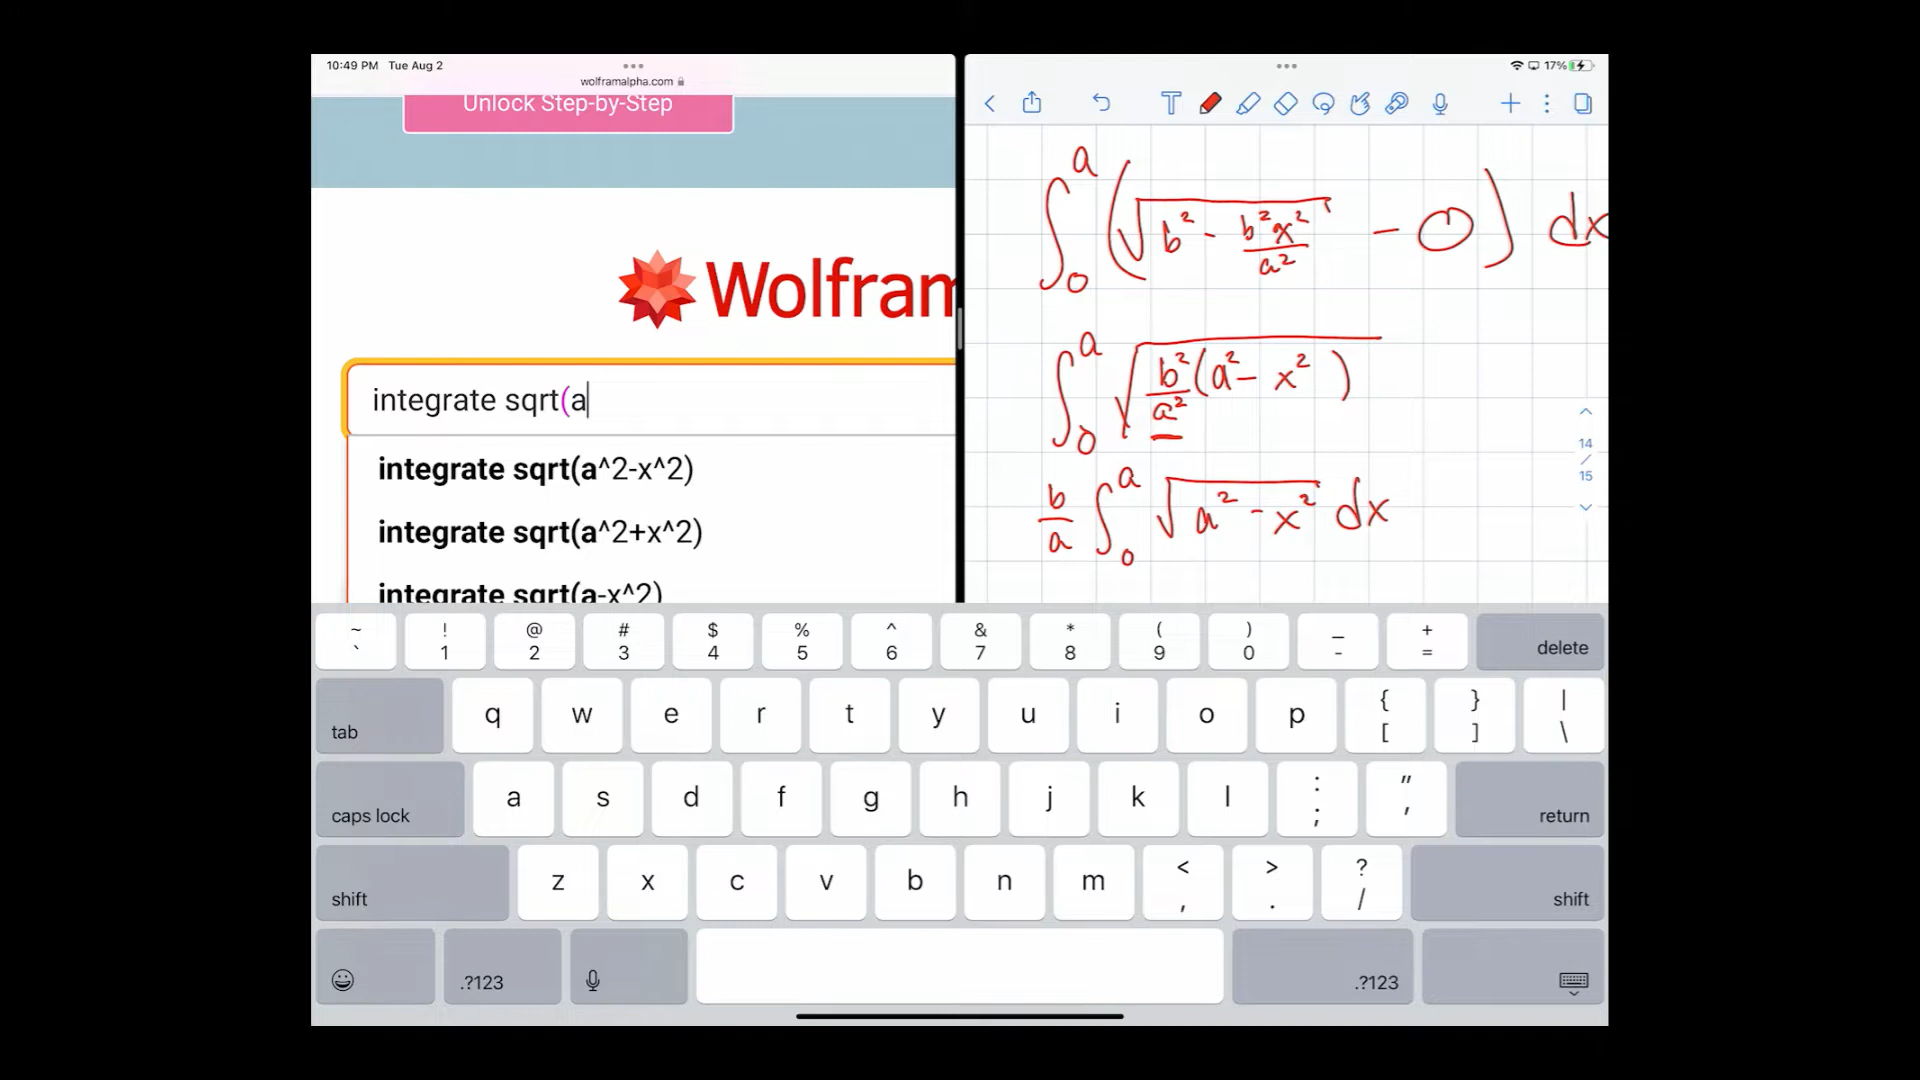 10:49 PM Tue Aug 2
wolframalpha.com
Unlock Step-by-Step
Wolfram
integrate sqrt(a
integrate sqrt(a^2-x^2)
integrate sqrt(a^2+x^2)
integrate sqrt(a-x^2)
17%
T
∫₀ᵃ (√(b² - b²x²/a²) - 0) dx
∫₀ᵃ √(b²/a² (a² - x²))
b/a ∫₀ᵃ √(a² - x²) dx
14
/
15
~ ! @ # $ % ^ & * ( ) _ +
` 1 2 3 4 5 6 7 8 9 0 - = delete
tab q w e r t y u i o p { [ } ] | \
caps lock a s d f g h j k l : ; " ' return
shift z x c v b n m < , > . ? / shift
.?123 .?123